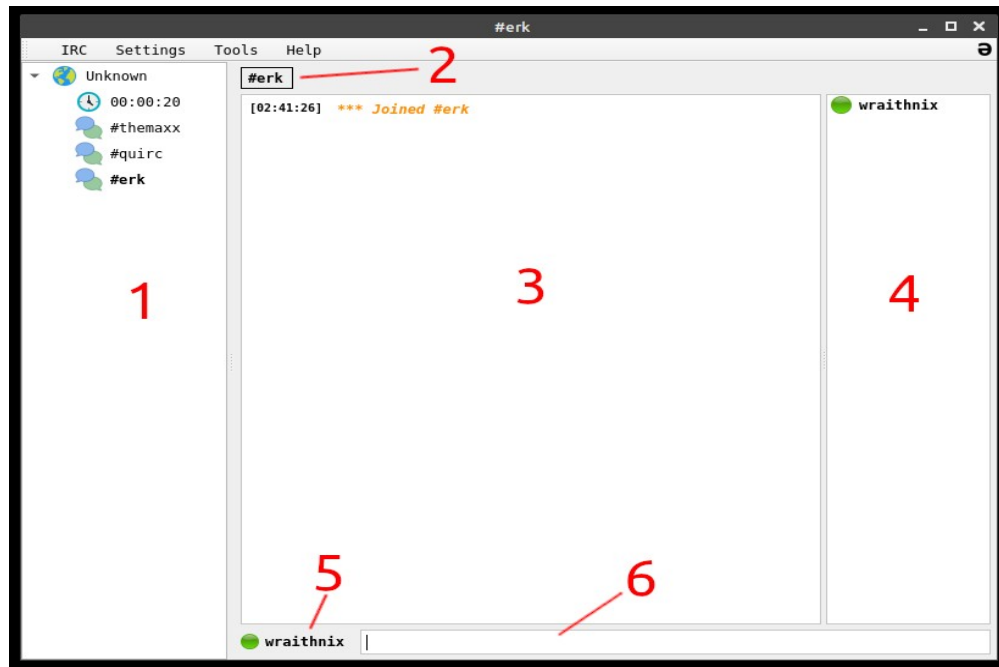 #erk
IRC Settings Tools Help ə
Unknown
00:00:20
#themaxx
#quirc
#erk
1
#erk
2
[02:41:26] *** Joined #erk
3
wraithnix
4
5
6
wraithnix